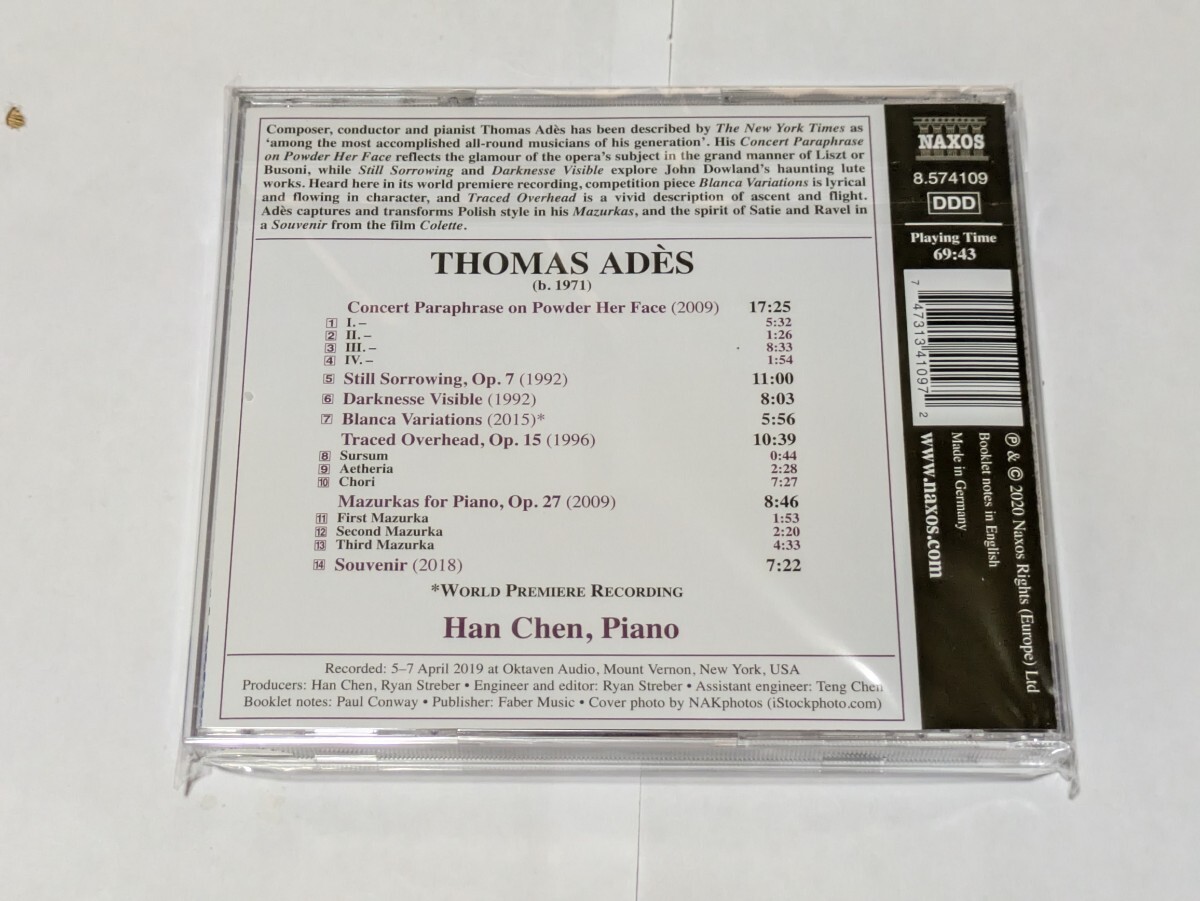 Composer, conductor and pianist Thomas Adès has been described by The New York Times as
‘among the most accomplished all-round musicians of his generation’. His Concert Paraphrase
on Powder Her Face reflects the glamour of the opera’s subject in the grand manner of Liszt or
Busoni, while Still Sorrowing and Darknesse Visible explore John Dowland’s haunting lute
works. Heard here in its world premiere recording, competition piece Blanca Variations is lyrical
and flowing in character, and Traced Overhead is a vivid description of ascent and flight.
Adès captures and transforms Polish style in his Mazurkas, and the spirit of Satie and Ravel in
a Souvenir from the film Colette.
THOMAS ADÈS
(b. 1971)
Concert Paraphrase on Powder Her Face (2009) 17:25
1 I. – 5:32
2 II. – 1:26
3 III. – 8:33
4 IV. – 1:54
5 Still Sorrowing, Op. 7 (1992) 11:00
6 Darknesse Visible (1992) 8:03
7 Blanca Variations (2015)* 5:56
Traced Overhead, Op. 15 (1996) 10:39
8 Sursum 0:44
9 Aetheria 2:28
10 Chori 7:27
Mazurkas for Piano, Op. 27 (2009) 8:46
11 First Mazurka 1:53
12 Second Mazurka 2:20
13 Third Mazurka 4:33
14 Souvenir (2018) 7:22
*WORLD PREMIERE RECORDING
Han Chen, Piano
Recorded: 5–7 April 2019 at Oktaven Audio, Mount Vernon, New York, USA
Producers: Han Chen, Ryan Streber • Engineer and editor: Ryan Streber • Assistant engineer: Teng Chen
Booklet notes: Paul Conway • Publisher: Faber Music • Cover photo by NAKphotos (iStockphoto.com)
NAXOS
8.574109
DDD
Playing Time
69:43
7 47313 41097 2
℗ & © 2020 Naxos Rights (Europe) Ltd
Booklet notes in English
Made in Germany
www.naxos.com